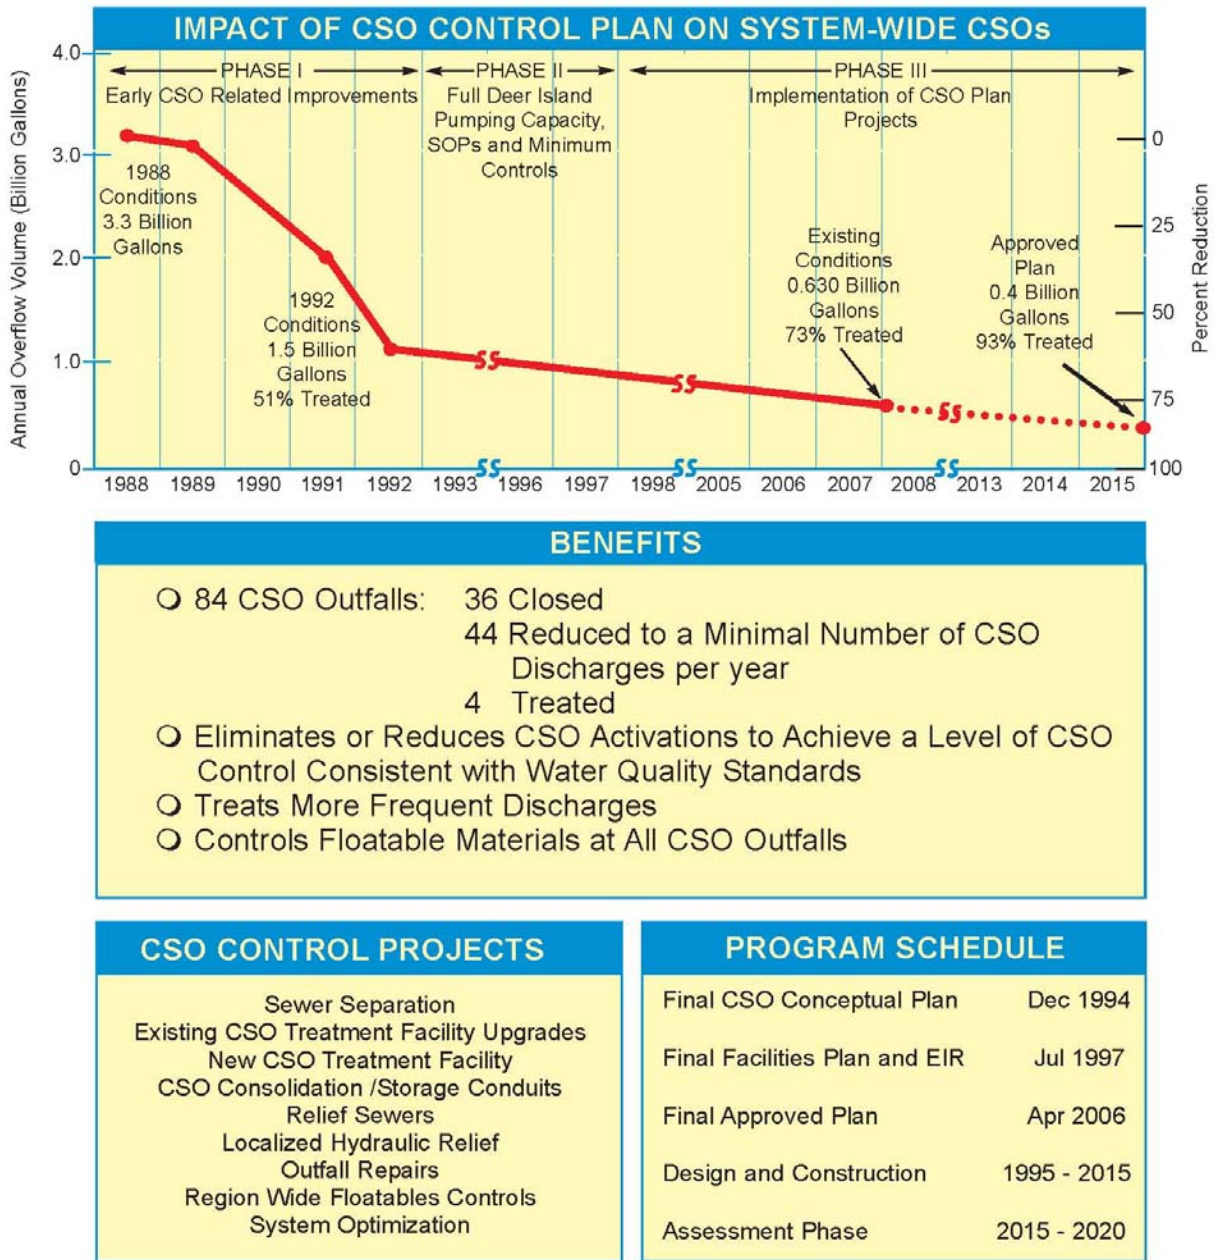 IMPACT OF CSO CONTROL PLAN ON SYSTEM-WIDE CSOs
Annual Overflow Volume (Billion Gallons)
4.0
3.0
2.0
1.0
0
PHASE I
Early CSO Related Improvements
PHASE II
Full Deer Island
Pumping Capacity,
SOPs and Minimum
Controls
PHASE III
Implementation of CSO Plan
Projects
1988
Conditions
3.3 Billion
Gallons
1992
Conditions
1.5 Billion
Gallons
51% Treated
Existing
Conditions
0.630 Billion
Gallons
73% Treated
Approved
Plan
0.4 Billion
Gallons
93% Treated
0
25
50
75
100
Percent Reduction
1988 1989 1990 1991 1992 1993 1996 1997 1998 2005 2006 2007 2008 2013 2014 2015
BENEFITS
84 CSO Outfalls: 36 Closed
44 Reduced to a Minimal Number of CSO
Discharges per year
4 Treated
Eliminates or Reduces CSO Activations to Achieve a Level of CSO
Control Consistent with Water Quality Standards
Treats More Frequent Discharges
Controls Floatable Materials at All CSO Outfalls
CSO CONTROL PROJECTS
Sewer Separation
Existing CSO Treatment Facility Upgrades
New CSO Treatment Facility
CSO Consolidation /Storage Conduits
Relief Sewers
Localized Hydraulic Relief
Outfall Repairs
Region Wide Floatables Controls
System Optimization
PROGRAM SCHEDULE
Final CSO Conceptual Plan Dec 1994
Final Facilities Plan and EIR Jul 1997
Final Approved Plan Apr 2006
Design and Construction 1995 - 2015
Assessment Phase 2015 - 2020